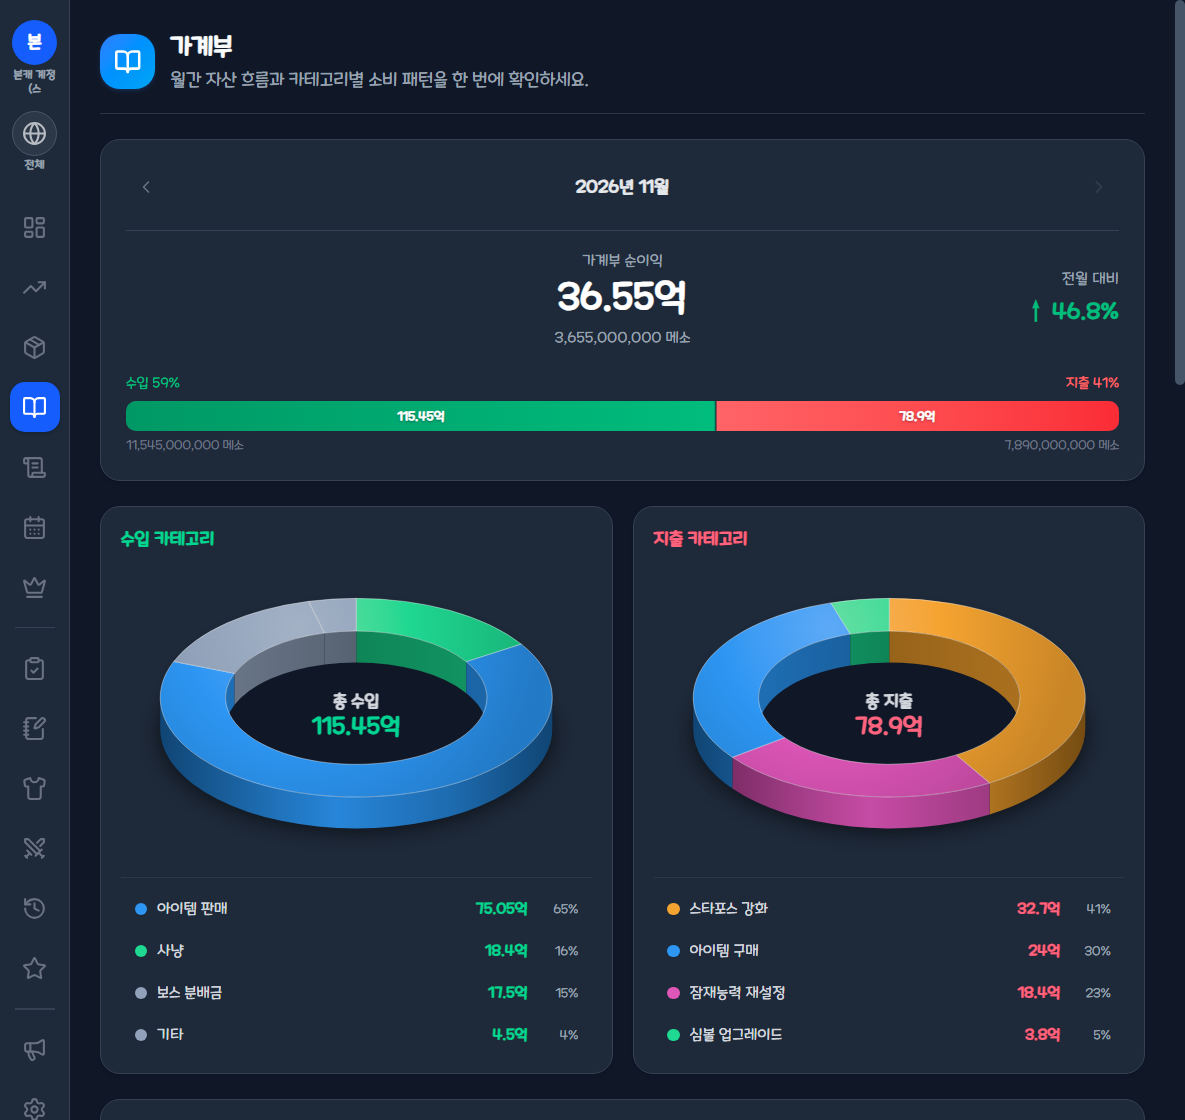 본
본캐 계정
(스
전체
가계부
월간 자산 흐름과 카테고리별 소비 패턴을 한 번에 확인하세요.
2026년 11월
가계부 순이익
36.55억
3,655,000,000 메소
전월 대비
↑ 46.8%
수입 59%
지출 41%
115.45억
78.9억
11,545,000,000 메소
7,890,000,000 메소
수입 카테고리
총 수입
115.45억
아이템 판매 75.05억 65%
사냥 18.4억 16%
보스 분배금 17.5억 15%
기타 4.5억 4%
지출 카테고리
총 지출
78.9억
스타포스 강화 32.7억 41%
아이템 구매 24억 30%
잠재능력 재설정 18.4억 23%
심볼 업그레이드 3.8억 5%